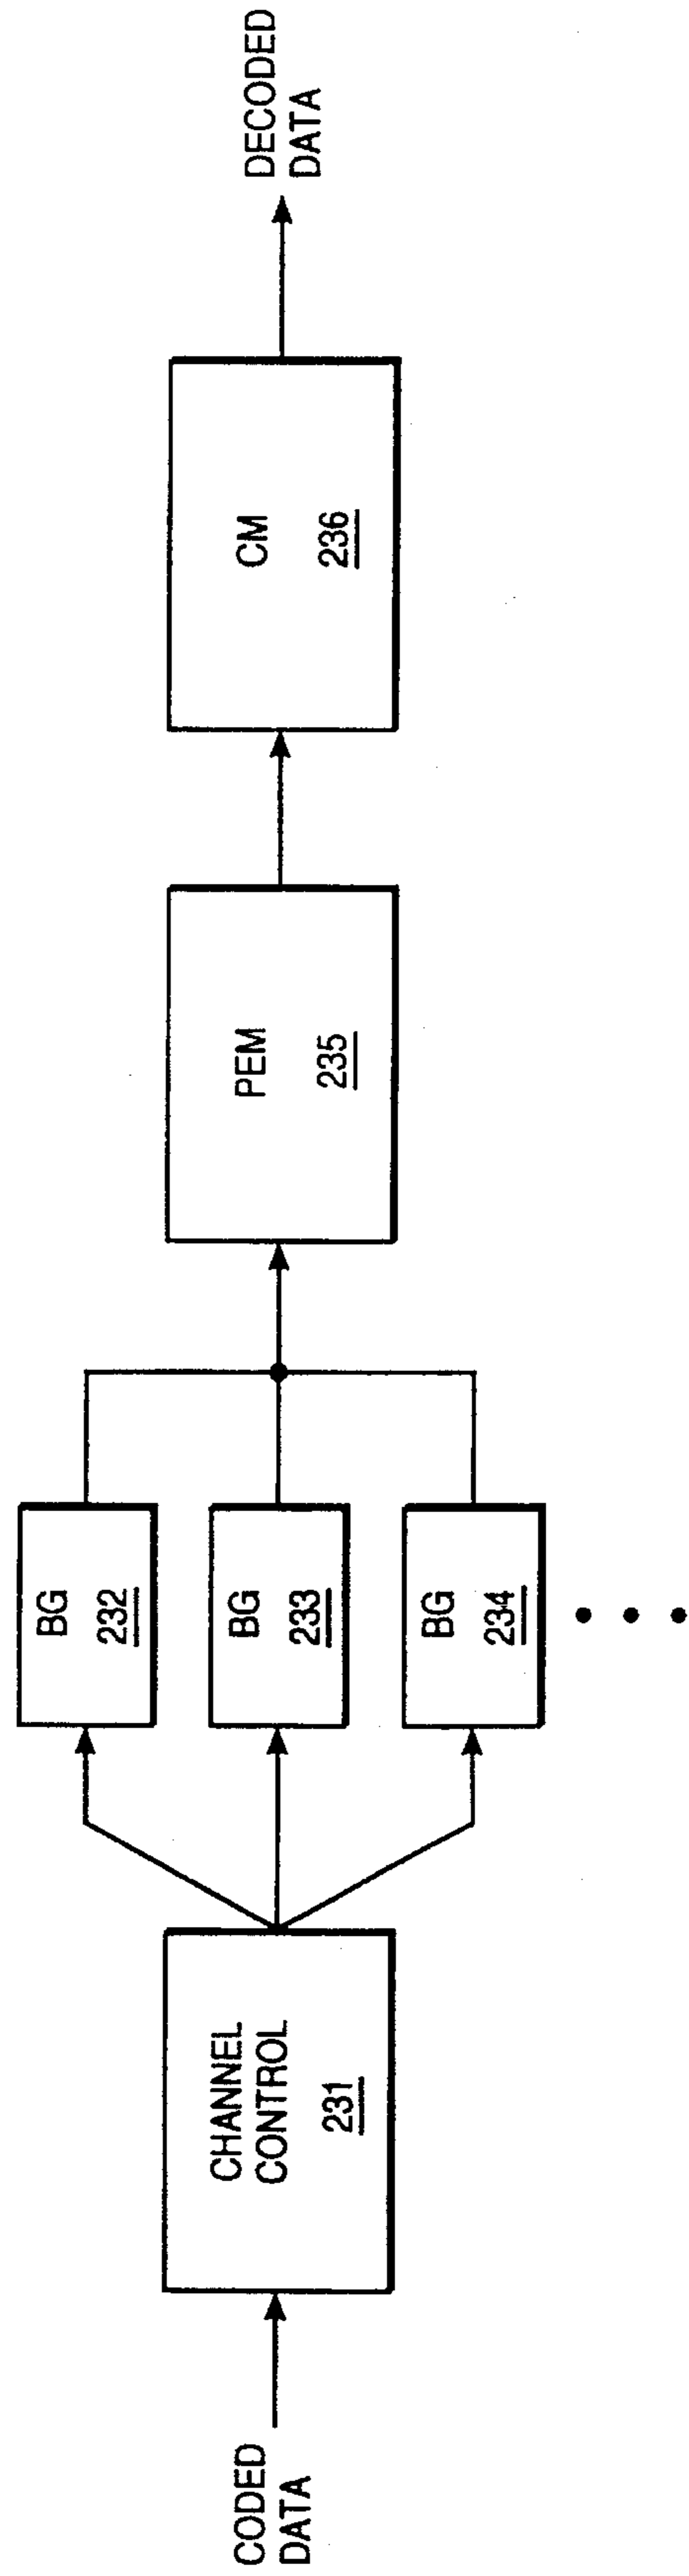 CODED
DATA
CHANNEL
CONTROL
231
BG
232
BG
233
BG
234
PEM
235
CM
236
DECODED
DATA